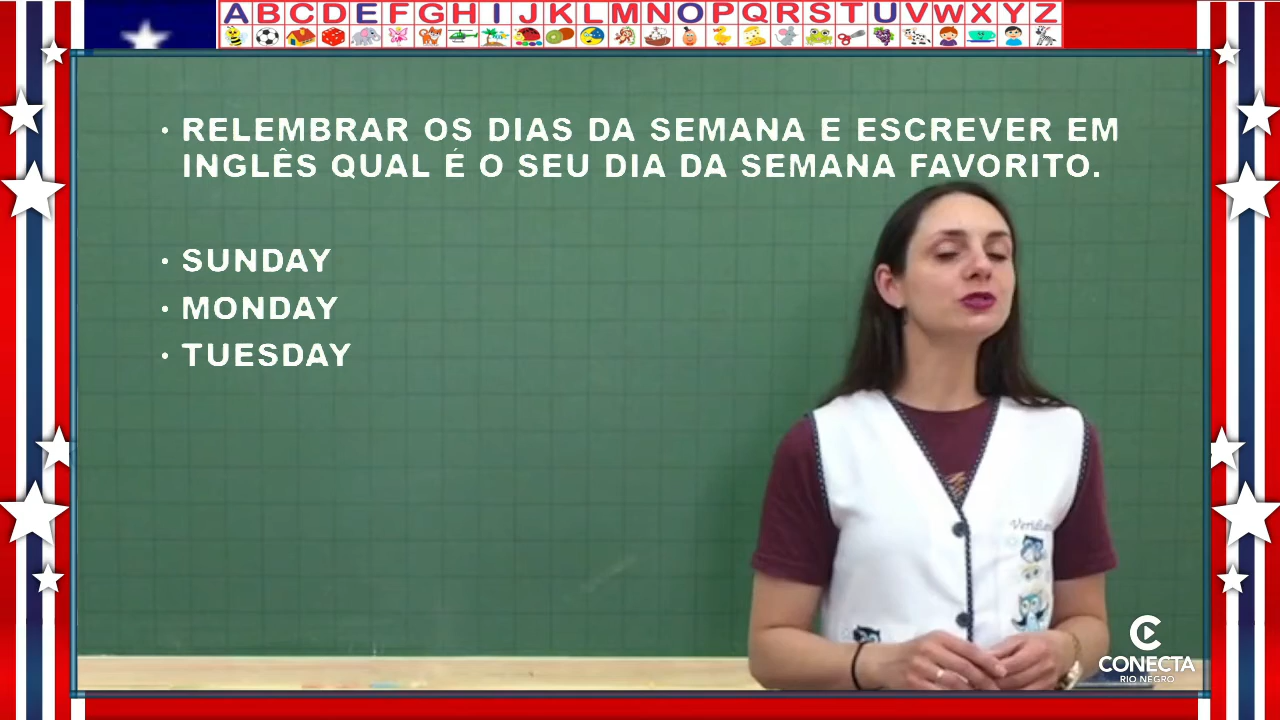 A B C D E F G H I J K L M N O P Q R S T U V W X Y Z
• RELEMBRAR OS DIAS DA SEMANA E ESCREVER EM
INGLÊS QUAL É O SEU DIA DA SEMANA FAVORITO.
• SUNDAY
• MONDAY
• TUESDAY
CONECTA
RIO NEGRO